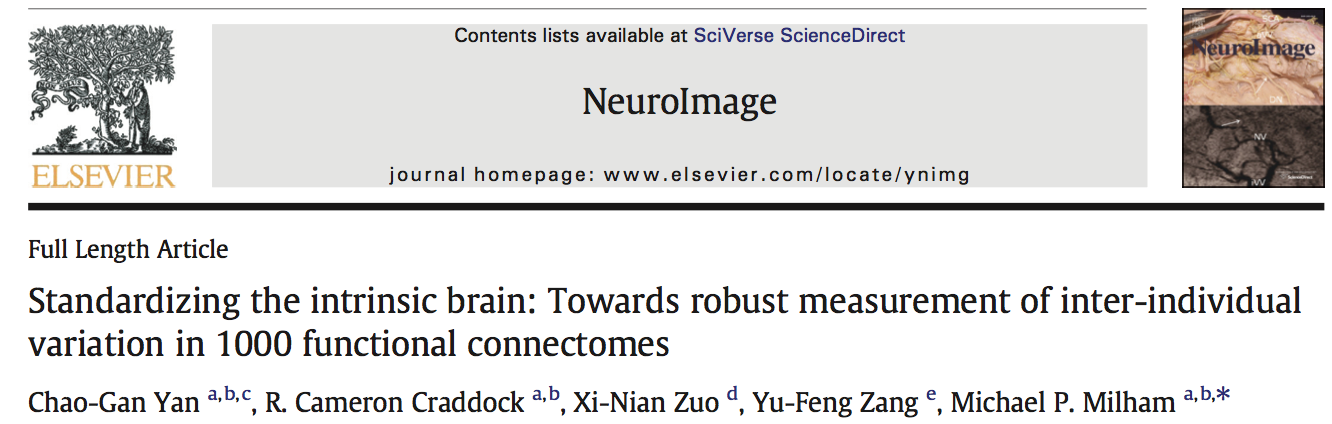 Contents lists available at SciVerse ScienceDirect
NeuroImage
journal homepage: www.elsevier.com/locate/ynimg
ELSEVIER
NeuroImage
Full Length Article
Standardizing the intrinsic brain: Towards robust measurement of inter-individual
variation in 1000 functional connectomes
Chao-Gan Yan a,b,c, R. Cameron Craddock a,b, Xi-Nian Zuo d, Yu-Feng Zang e, Michael P. Milham a,b,*